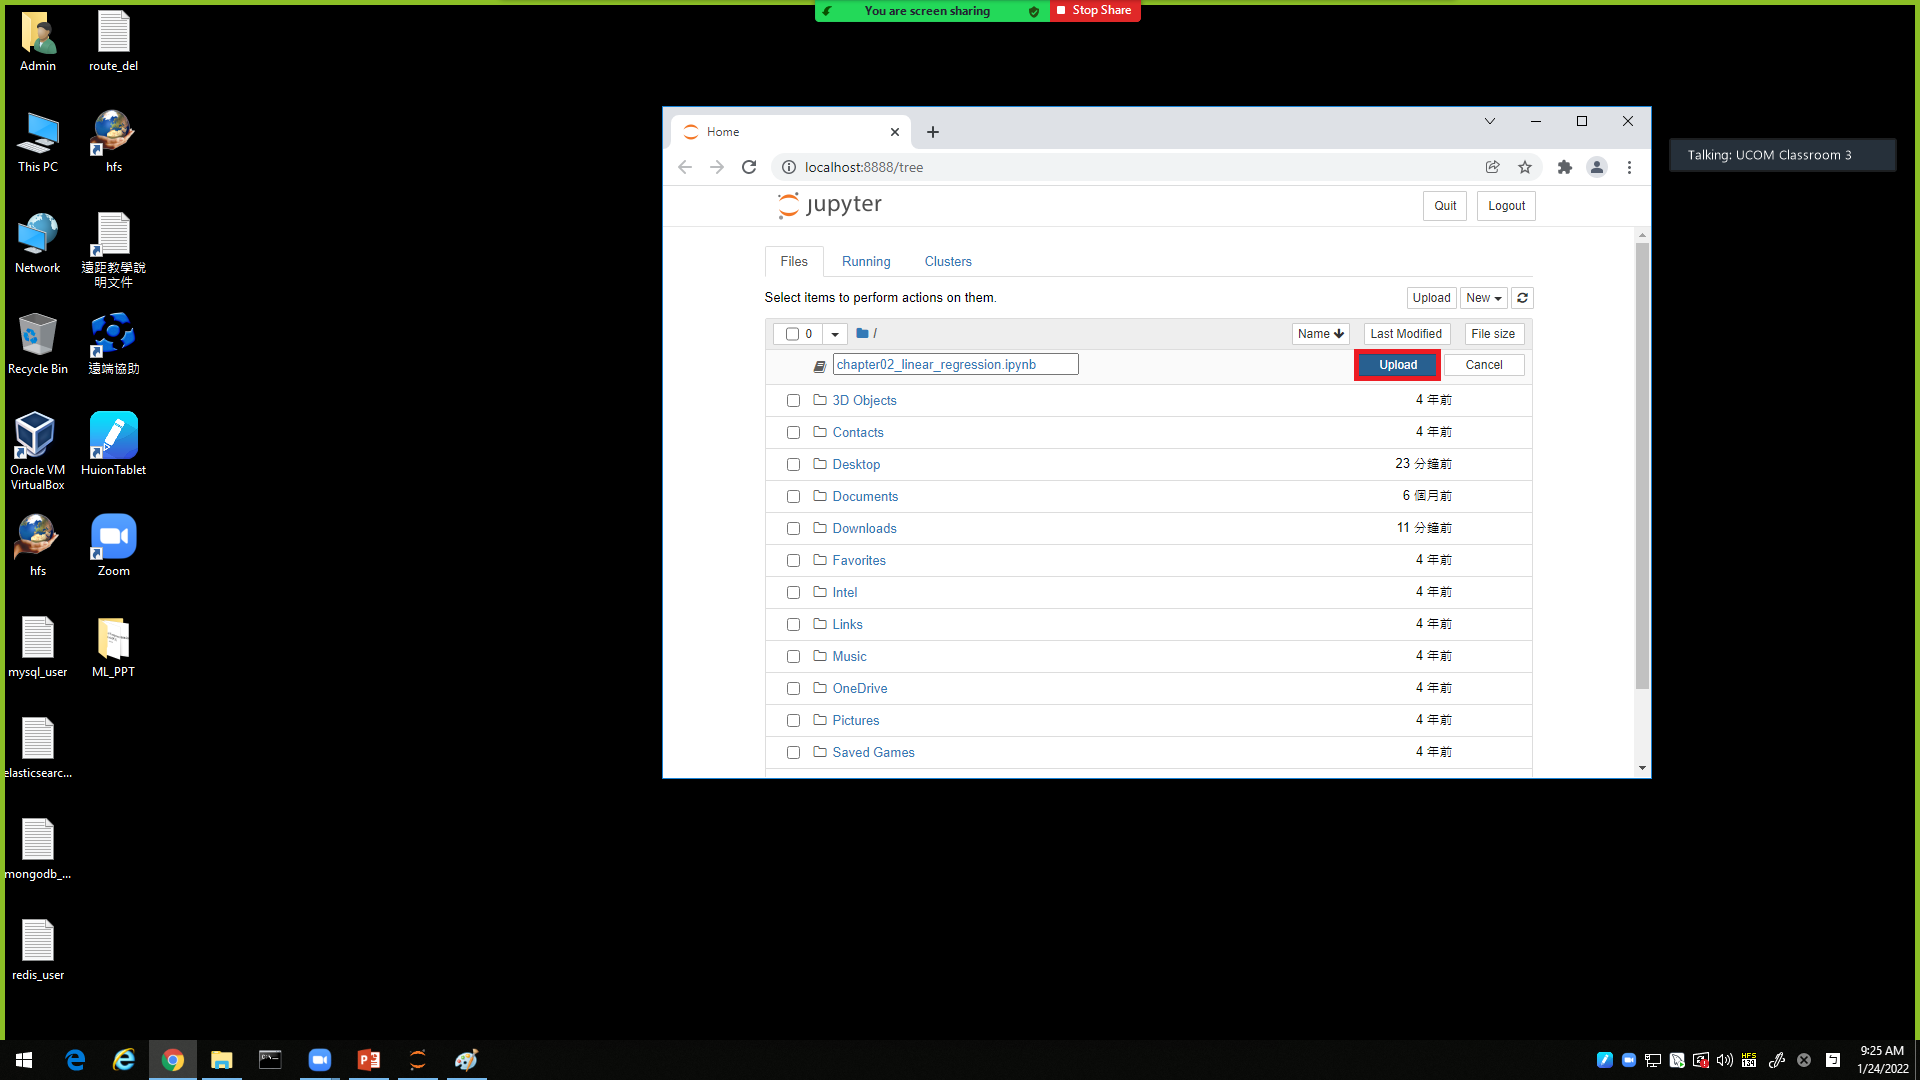 You are screen sharing
Stop Share
Admin
route_del
This PC
hfs
Network
遠距教學說
明文件
Recycle Bin
遠端協助
Oracle VM
VirtualBox
HuionTablet
hfs
Zoom
mysql_user
ML_PPT
elasticsearc...
mongodb_...
redis_user
Home
localhost:8888/tree
jupyter
Quit
Logout
Files
Running
Clusters
Select items to perform actions on them.
Upload
New
0
/
Name
Last Modified
File size
chapter02_linear_regression.ipynb
Upload
Cancel
3D Objects 4 年前
Contacts 4 年前
Desktop 23 分鐘前
Documents 6 個月前
Downloads 11 分鐘前
Favorites 4 年前
Intel 4 年前
Links 4 年前
Music 4 年前
OneDrive 4 年前
Pictures 4 年前
Saved Games 4 年前
Talking: UCOM Classroom 3
9:25 AM
1/24/2022